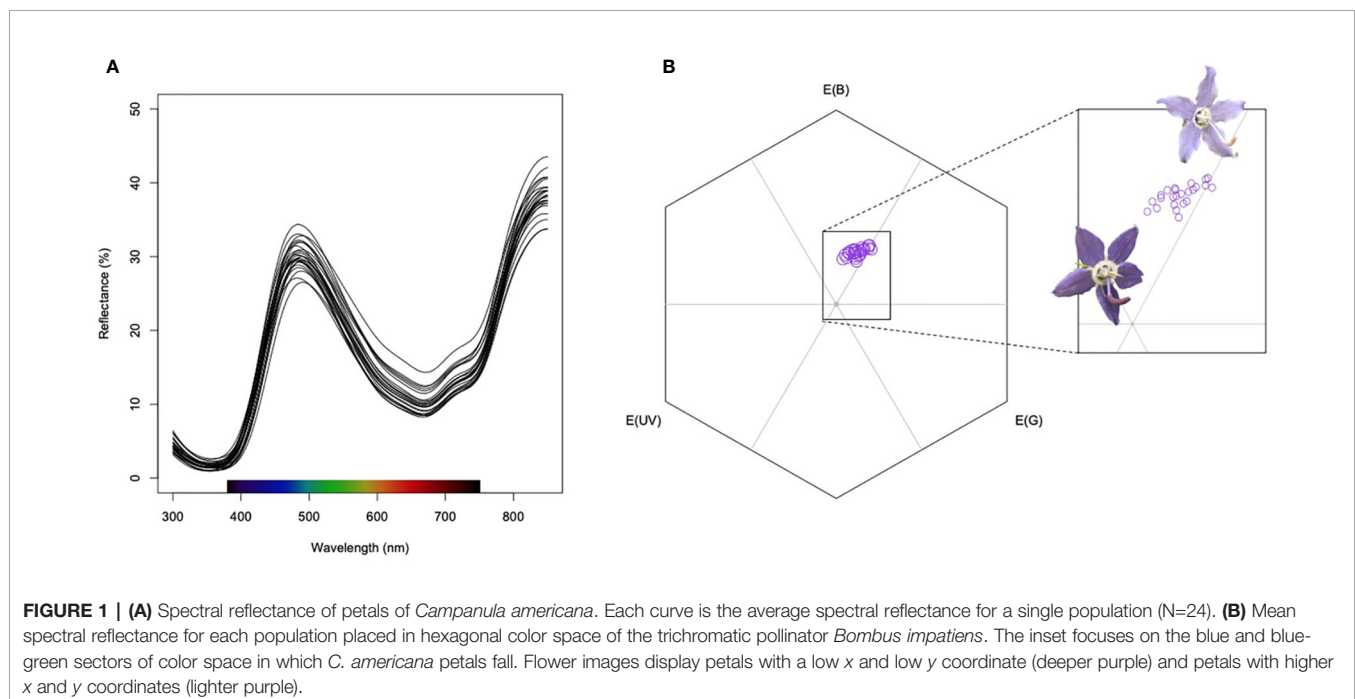 A
50
40
30
20
10
0
Reflectance (%)
300 400 500 600 700 800
Wavelength (nm)
B
E(B)
E(UV)
E(G)
FIGURE 1 | (A) Spectral reflectance of petals of Campanula americana. Each curve is the average spectral reflectance for a single population (N=24). (B) Mean
spectral reflectance for each population placed in hexagonal color space of the trichromatic pollinator Bombus impatiens. The inset focuses on the blue and blue-
green sectors of color space in which C. americana petals fall. Flower images display petals with a low x and low y coordinate (deeper purple) and petals with higher
x and y coordinates (lighter purple).